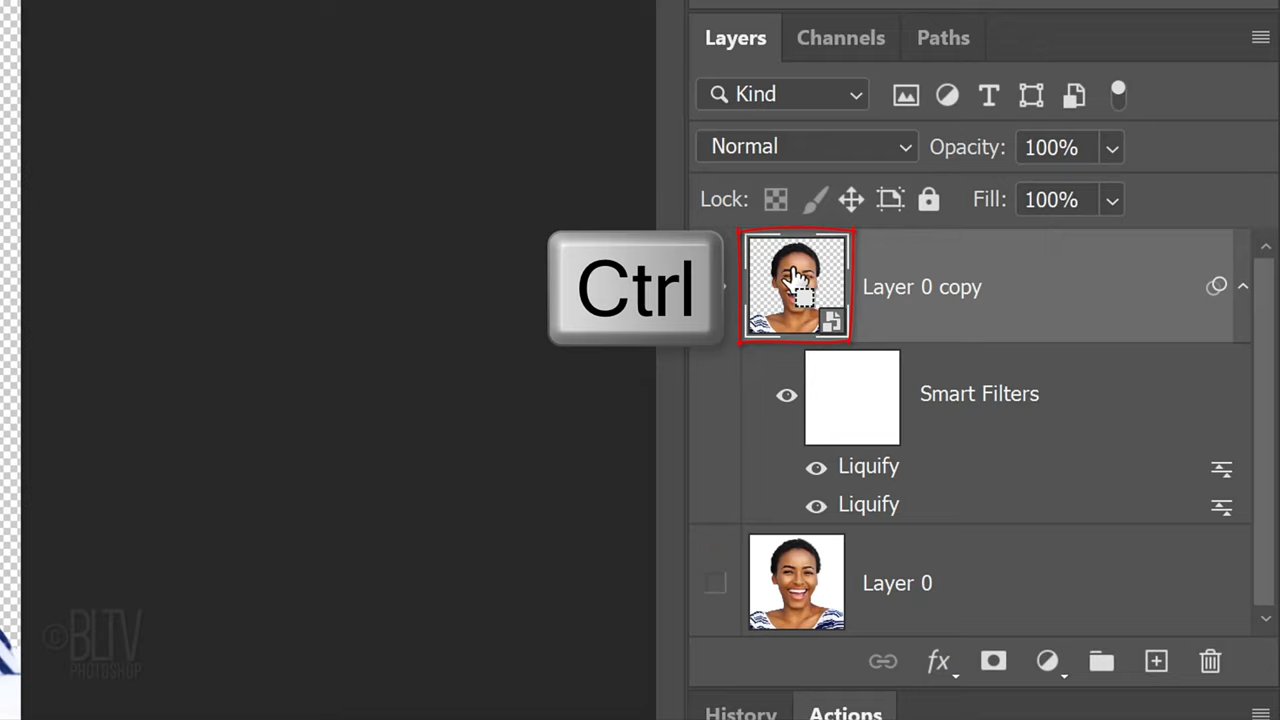 Layers Channels Paths
Kind
Normal Opacity: 100%
Lock: Fill: 100%
Ctrl
Layer 0 copy
Smart Filters
Liquify
Liquify
Layer 0
©BLTV
PHOTOSHOP
fx
History Actions